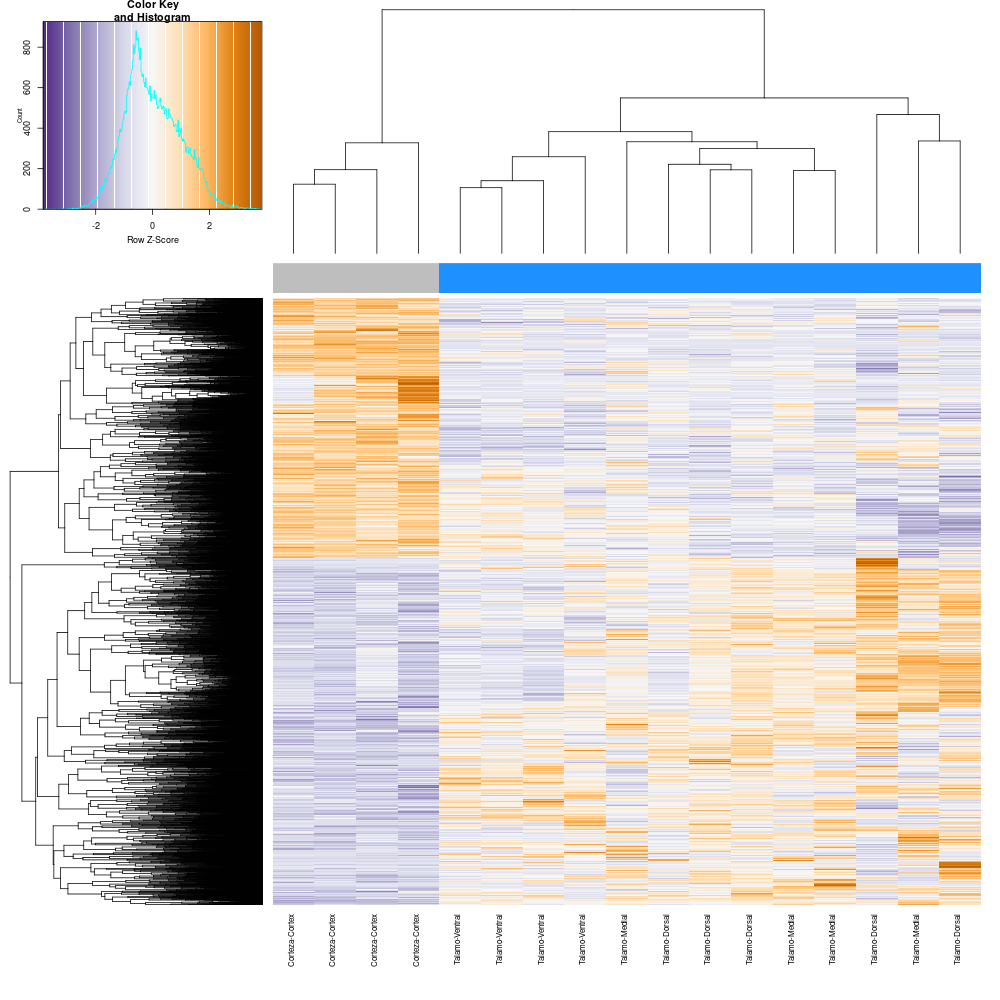 Color Key
and Histogram
Count
0
200
400
600
800
-2
0
2
Row Z-Score
Corteza-Cortex
Corteza-Cortex
Corteza-Cortex
Corteza-Cortex
Talamo-Ventral
Talamo-Ventral
Talamo-Ventral
Talamo-Ventral
Talamo-Medial
Talamo-Dorsal
Talamo-Dorsal
Talamo-Dorsal
Talamo-Medial
Talamo-Medial
Talamo-Dorsal
Talamo-Medial
Talamo-Dorsal